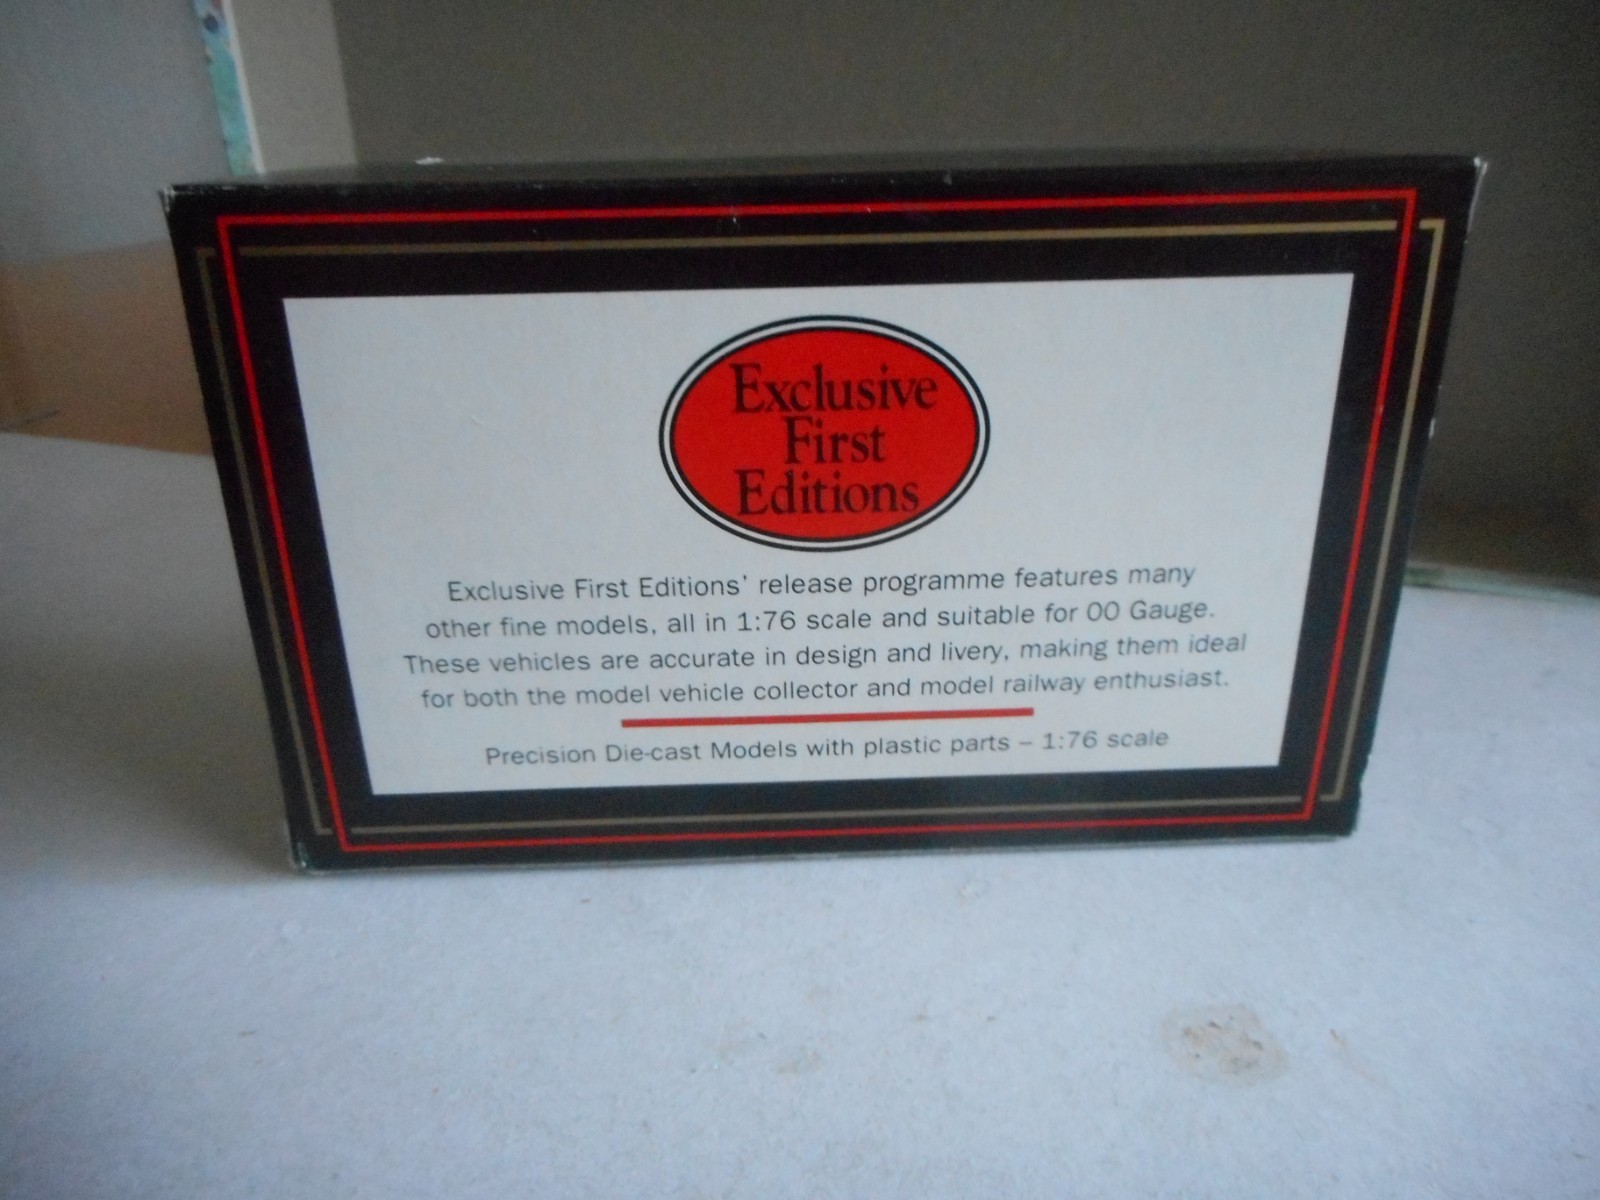 Exclusive
First
Editions
Exclusive First Editions' release programme features many
other fine models, all in 1:76 scale and suitable for 00 Gauge.
These vehicles are accurate in design and livery, making them ideal
for both the model vehicle collector and model railway enthusiast.
Precision Die-cast Models with plastic parts – 1:76 scale